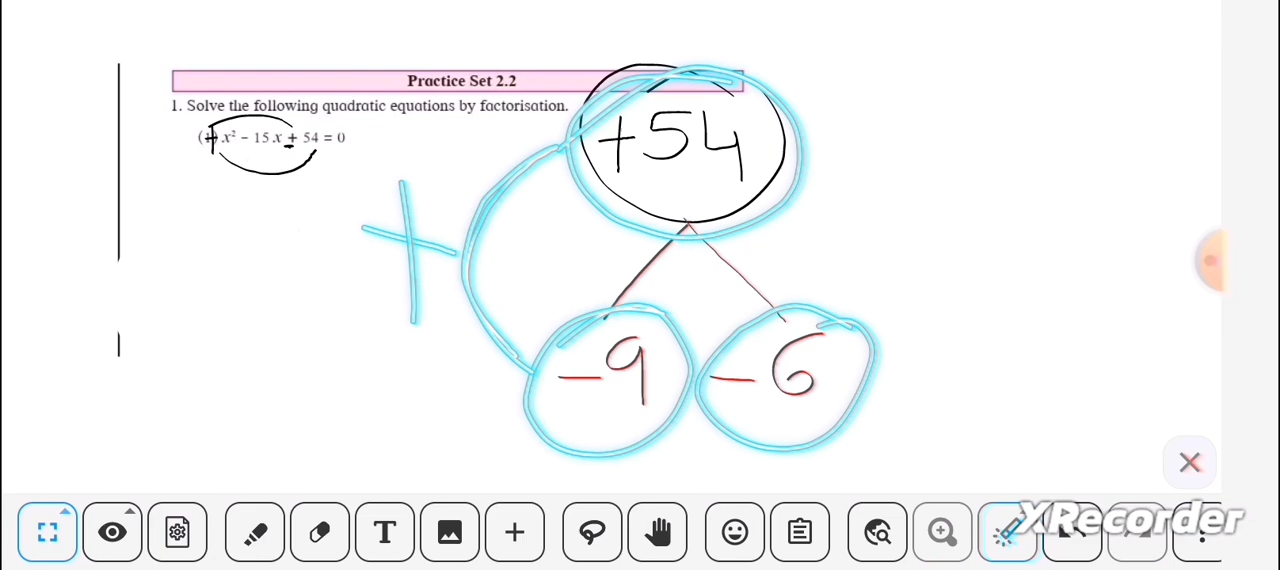 Practice Set 2.2
1. Solve the following quadratic equations by factorisation.
x² − 15x + 54 = 0
+54
+
−9 −6
T
XRecorder